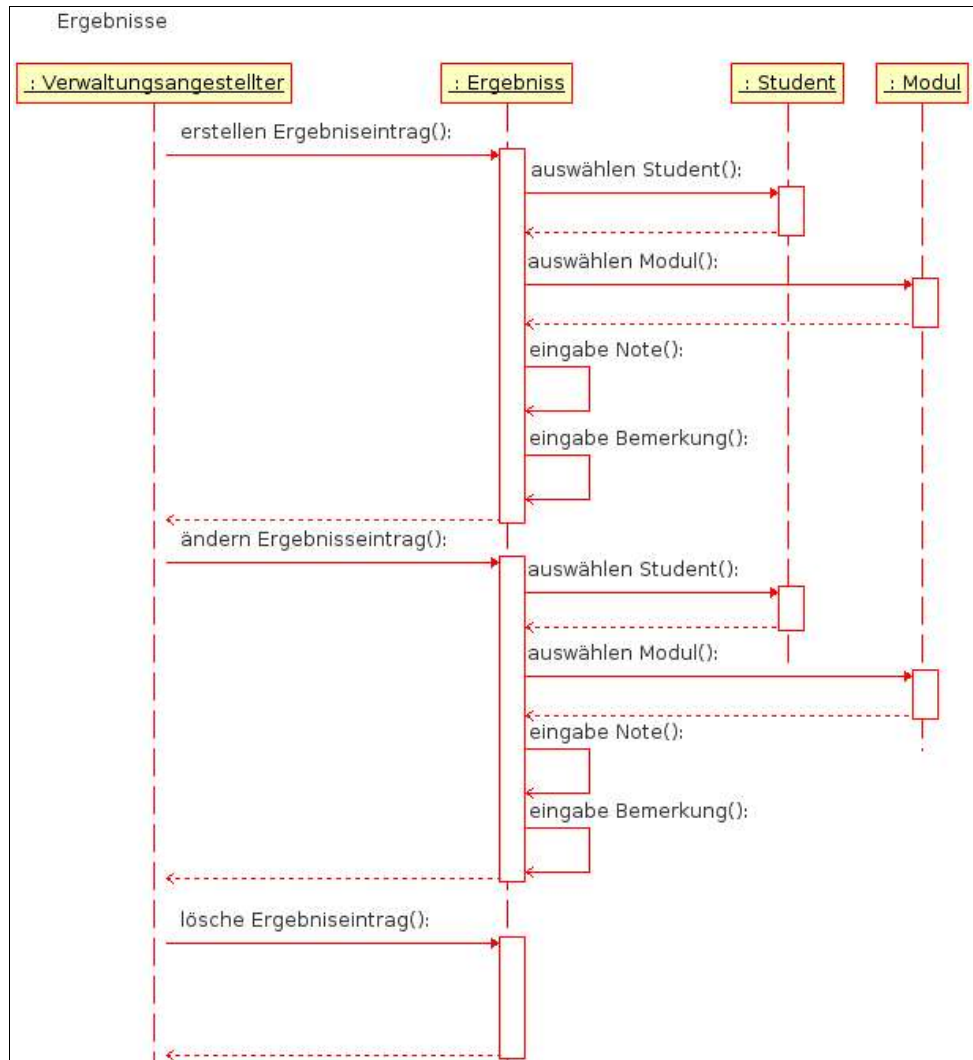 Ergebnisse
: Verwaltungsangestellter
: Ergebniss
: Student
: Modul
erstellen Ergebniseintrag():
auswählen Student():
auswählen Modul():
eingabe Note():
eingabe Bemerkung():
ändern Ergebnisseintrag():
auswählen Student():
auswählen Modul():
eingabe Note():
eingabe Bemerkung():
lösche Ergebniseintrag():